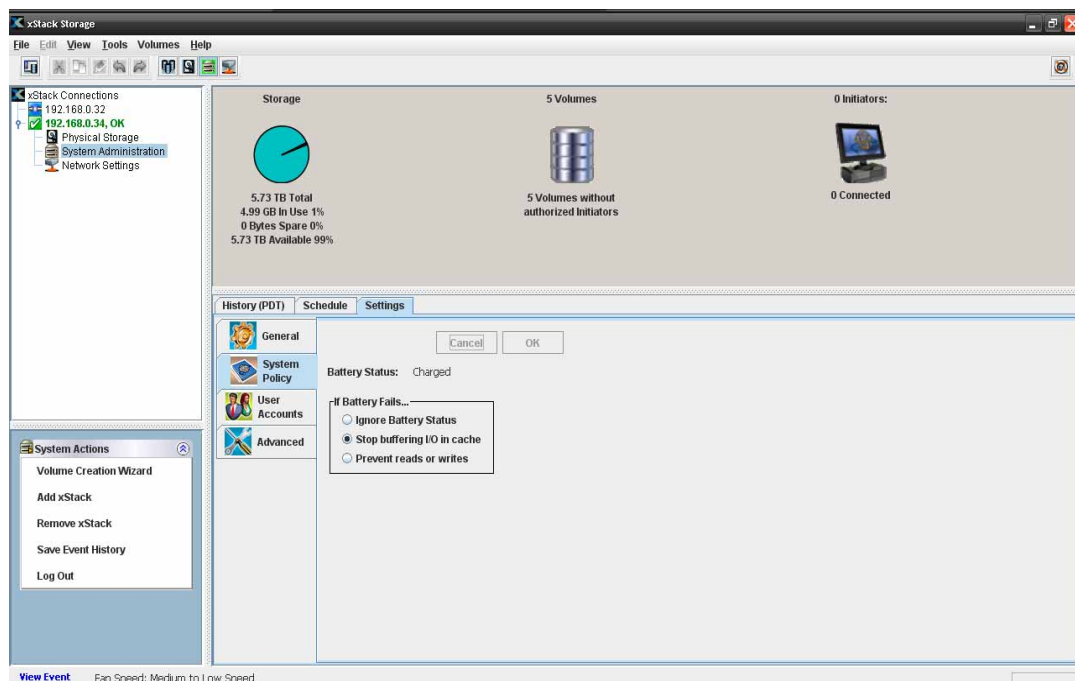 xStack Storage
File Edit View Tools Volumes Help
xStack Connections
192.168.0.32
192.168.0.34, OK
Physical Storage
System Administration
Network Settings
Storage
5.73 TB Total
4.99 GB In Use 1%
0 Bytes Spare 0%
5.73 TB Available 99%
5 Volumes
5 Volumes without
authorized Initiators
0 Initiators:
0 Connected
History (PDT) Schedule Settings
General
System
Policy
User
Accounts
Advanced
Cancel OK
Battery Status: Charged
If Battery Fails...
Ignore Battery Status
Stop buffering I/O in cache
Prevent reads or writes
System Actions
Volume Creation Wizard
Add xStack
Remove xStack
Save Event History
Log Out
View Event Fan Speed: Medium to Low Speed